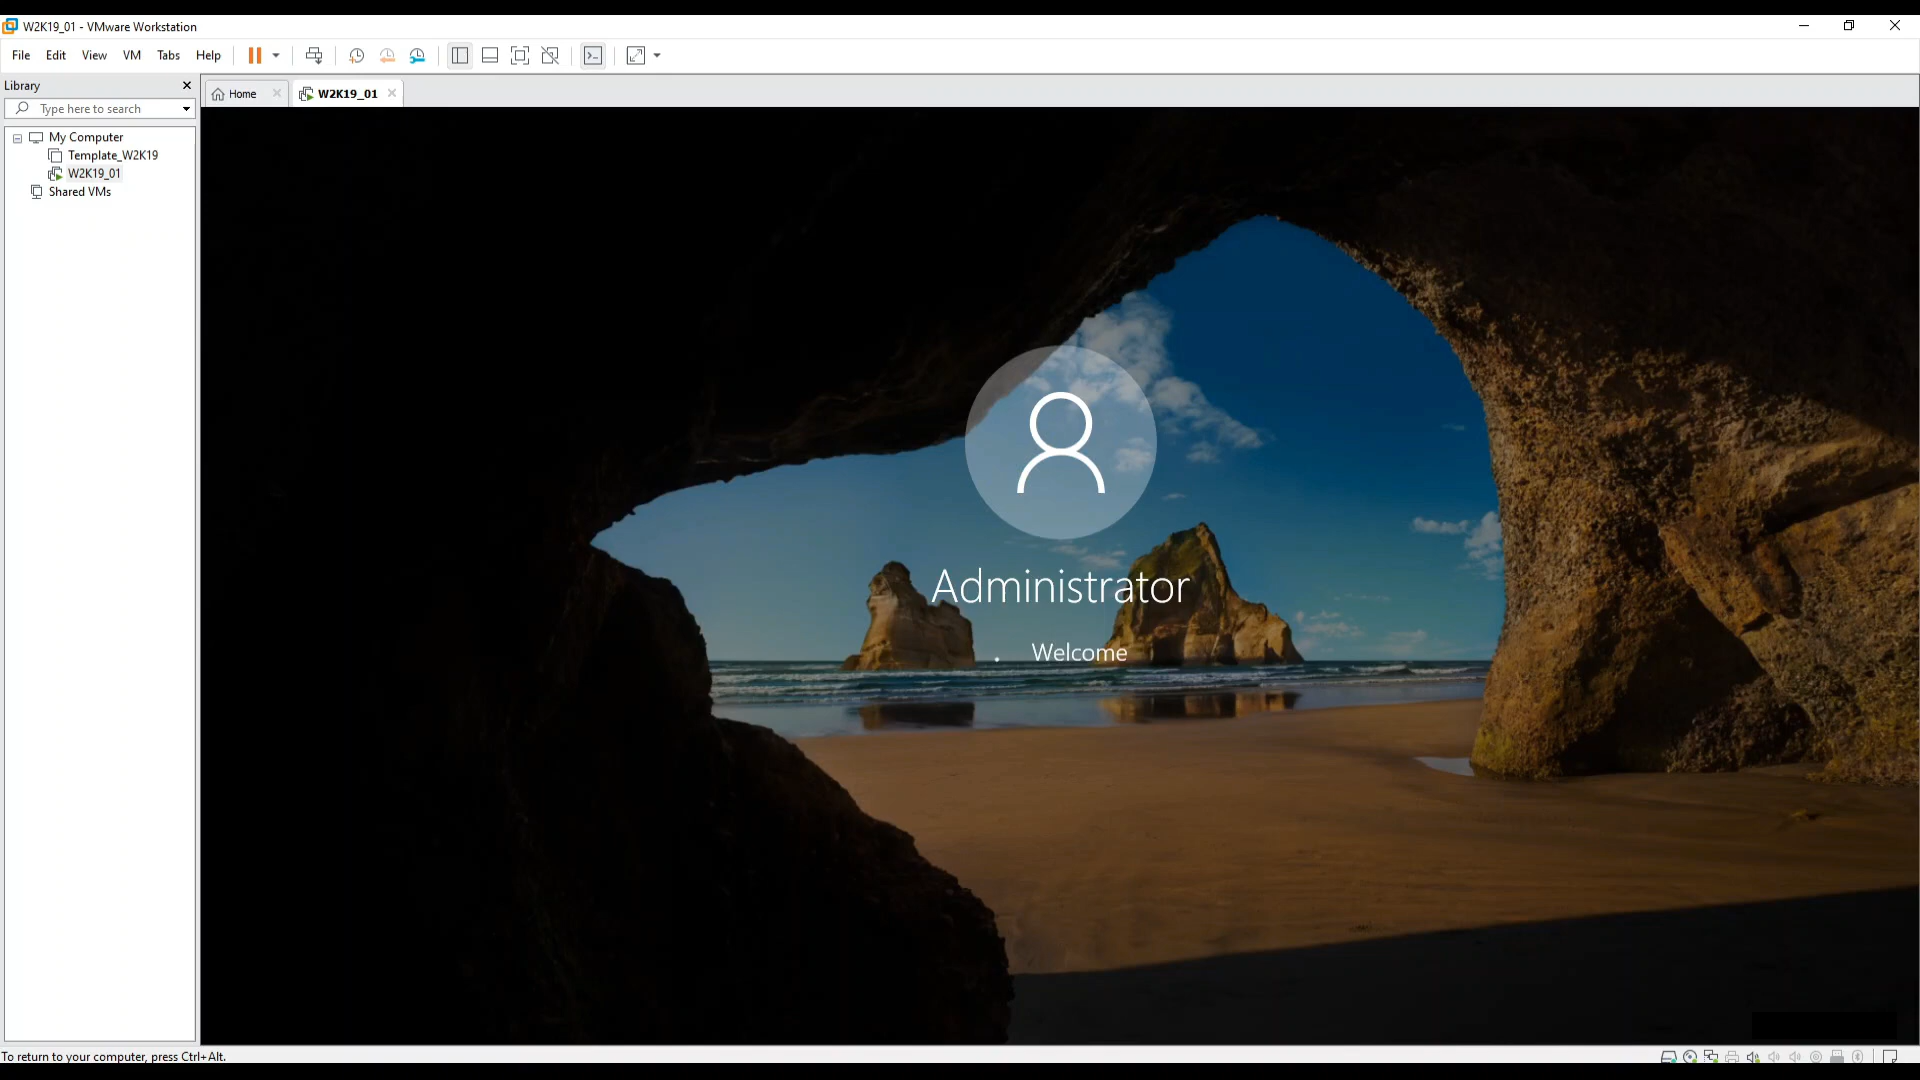 W2K19_01 - VMware Workstation
File Edit View VM Tabs Help
Library
Type here to search
Home
W2K19_01
My Computer
Template_W2K19
W2K19_01
Shared VMs
Administrator
Welcome
To return to your computer, press Ctrl+Alt.